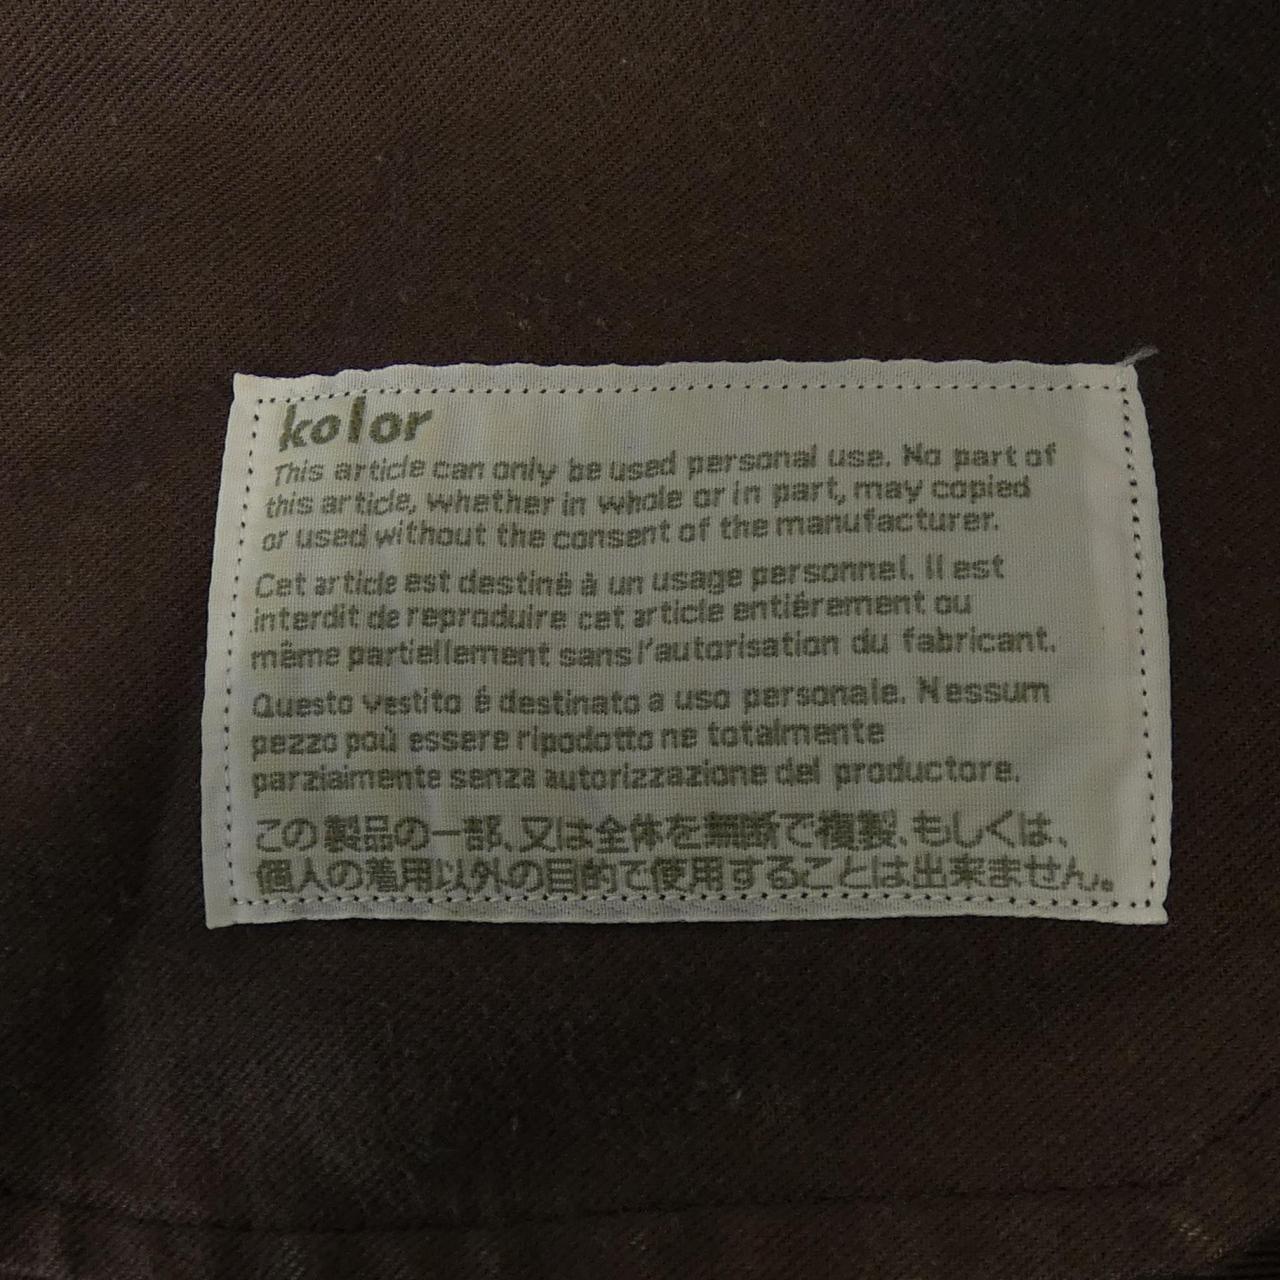 kolor
This article can only be used personal use. No part of
this article, whether in whole or in part, may copied
or used without the consent of the manufacturer.
Cet article est destiné à un usage personnel. Il est
interdit de reproduire cet article entiérement ou
même partiellement sans l'autorisation du fabricant.
Questo vestito é destinato a uso personale. Nessum
pezzo poù essere ripodotto ne totalmente
parzialmente senza autorizzazione del productore.
この製品の一部、又は全体を無断で複製、もしくは、
個人の着用以外の目的で使用することは出来ません。